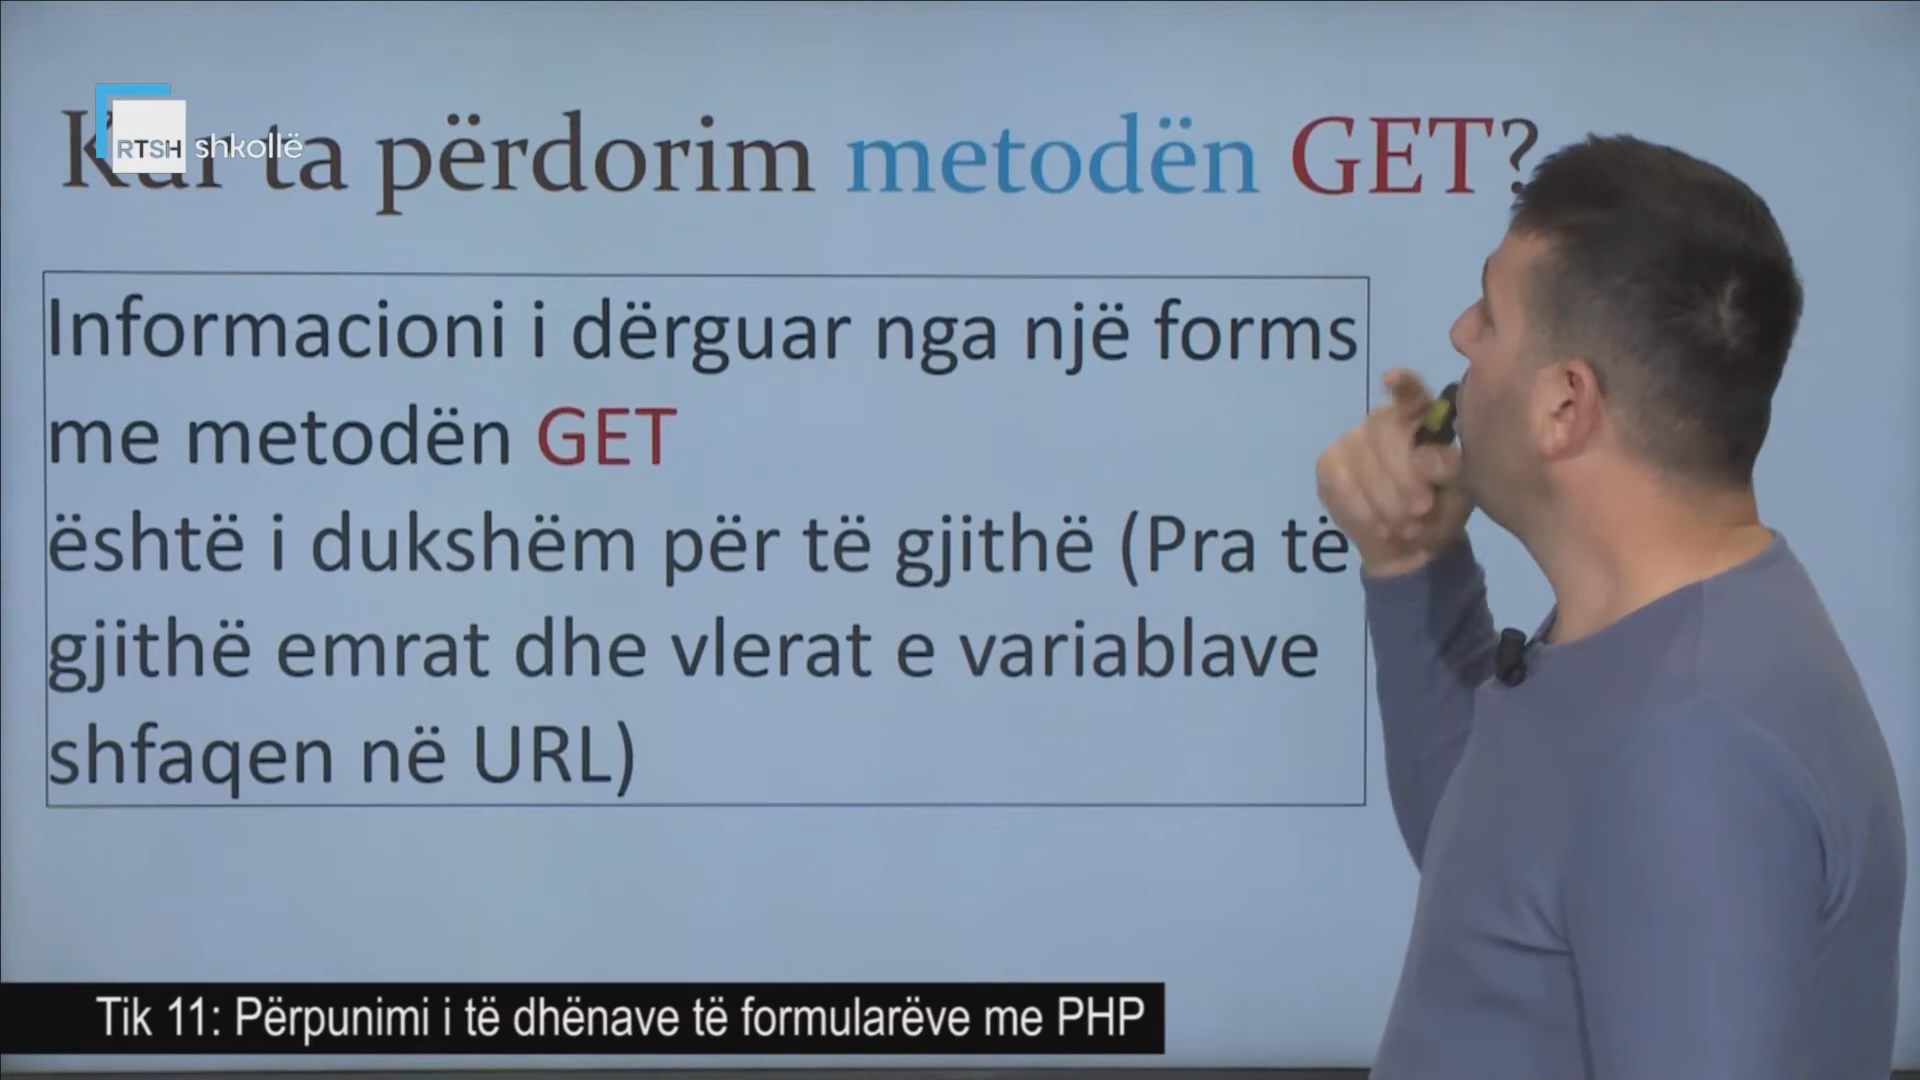 RTSH shkollë
Kur ta përdorim metodën GET?
Informacioni i dërguar nga një forms
me metodën GET
është i dukshëm për të gjithë (Pra të
gjithë emrat dhe vlerat e variablave
shfaqen në URL)
Tik 11: Përpunimi i të dhënave të formularëve me PHP